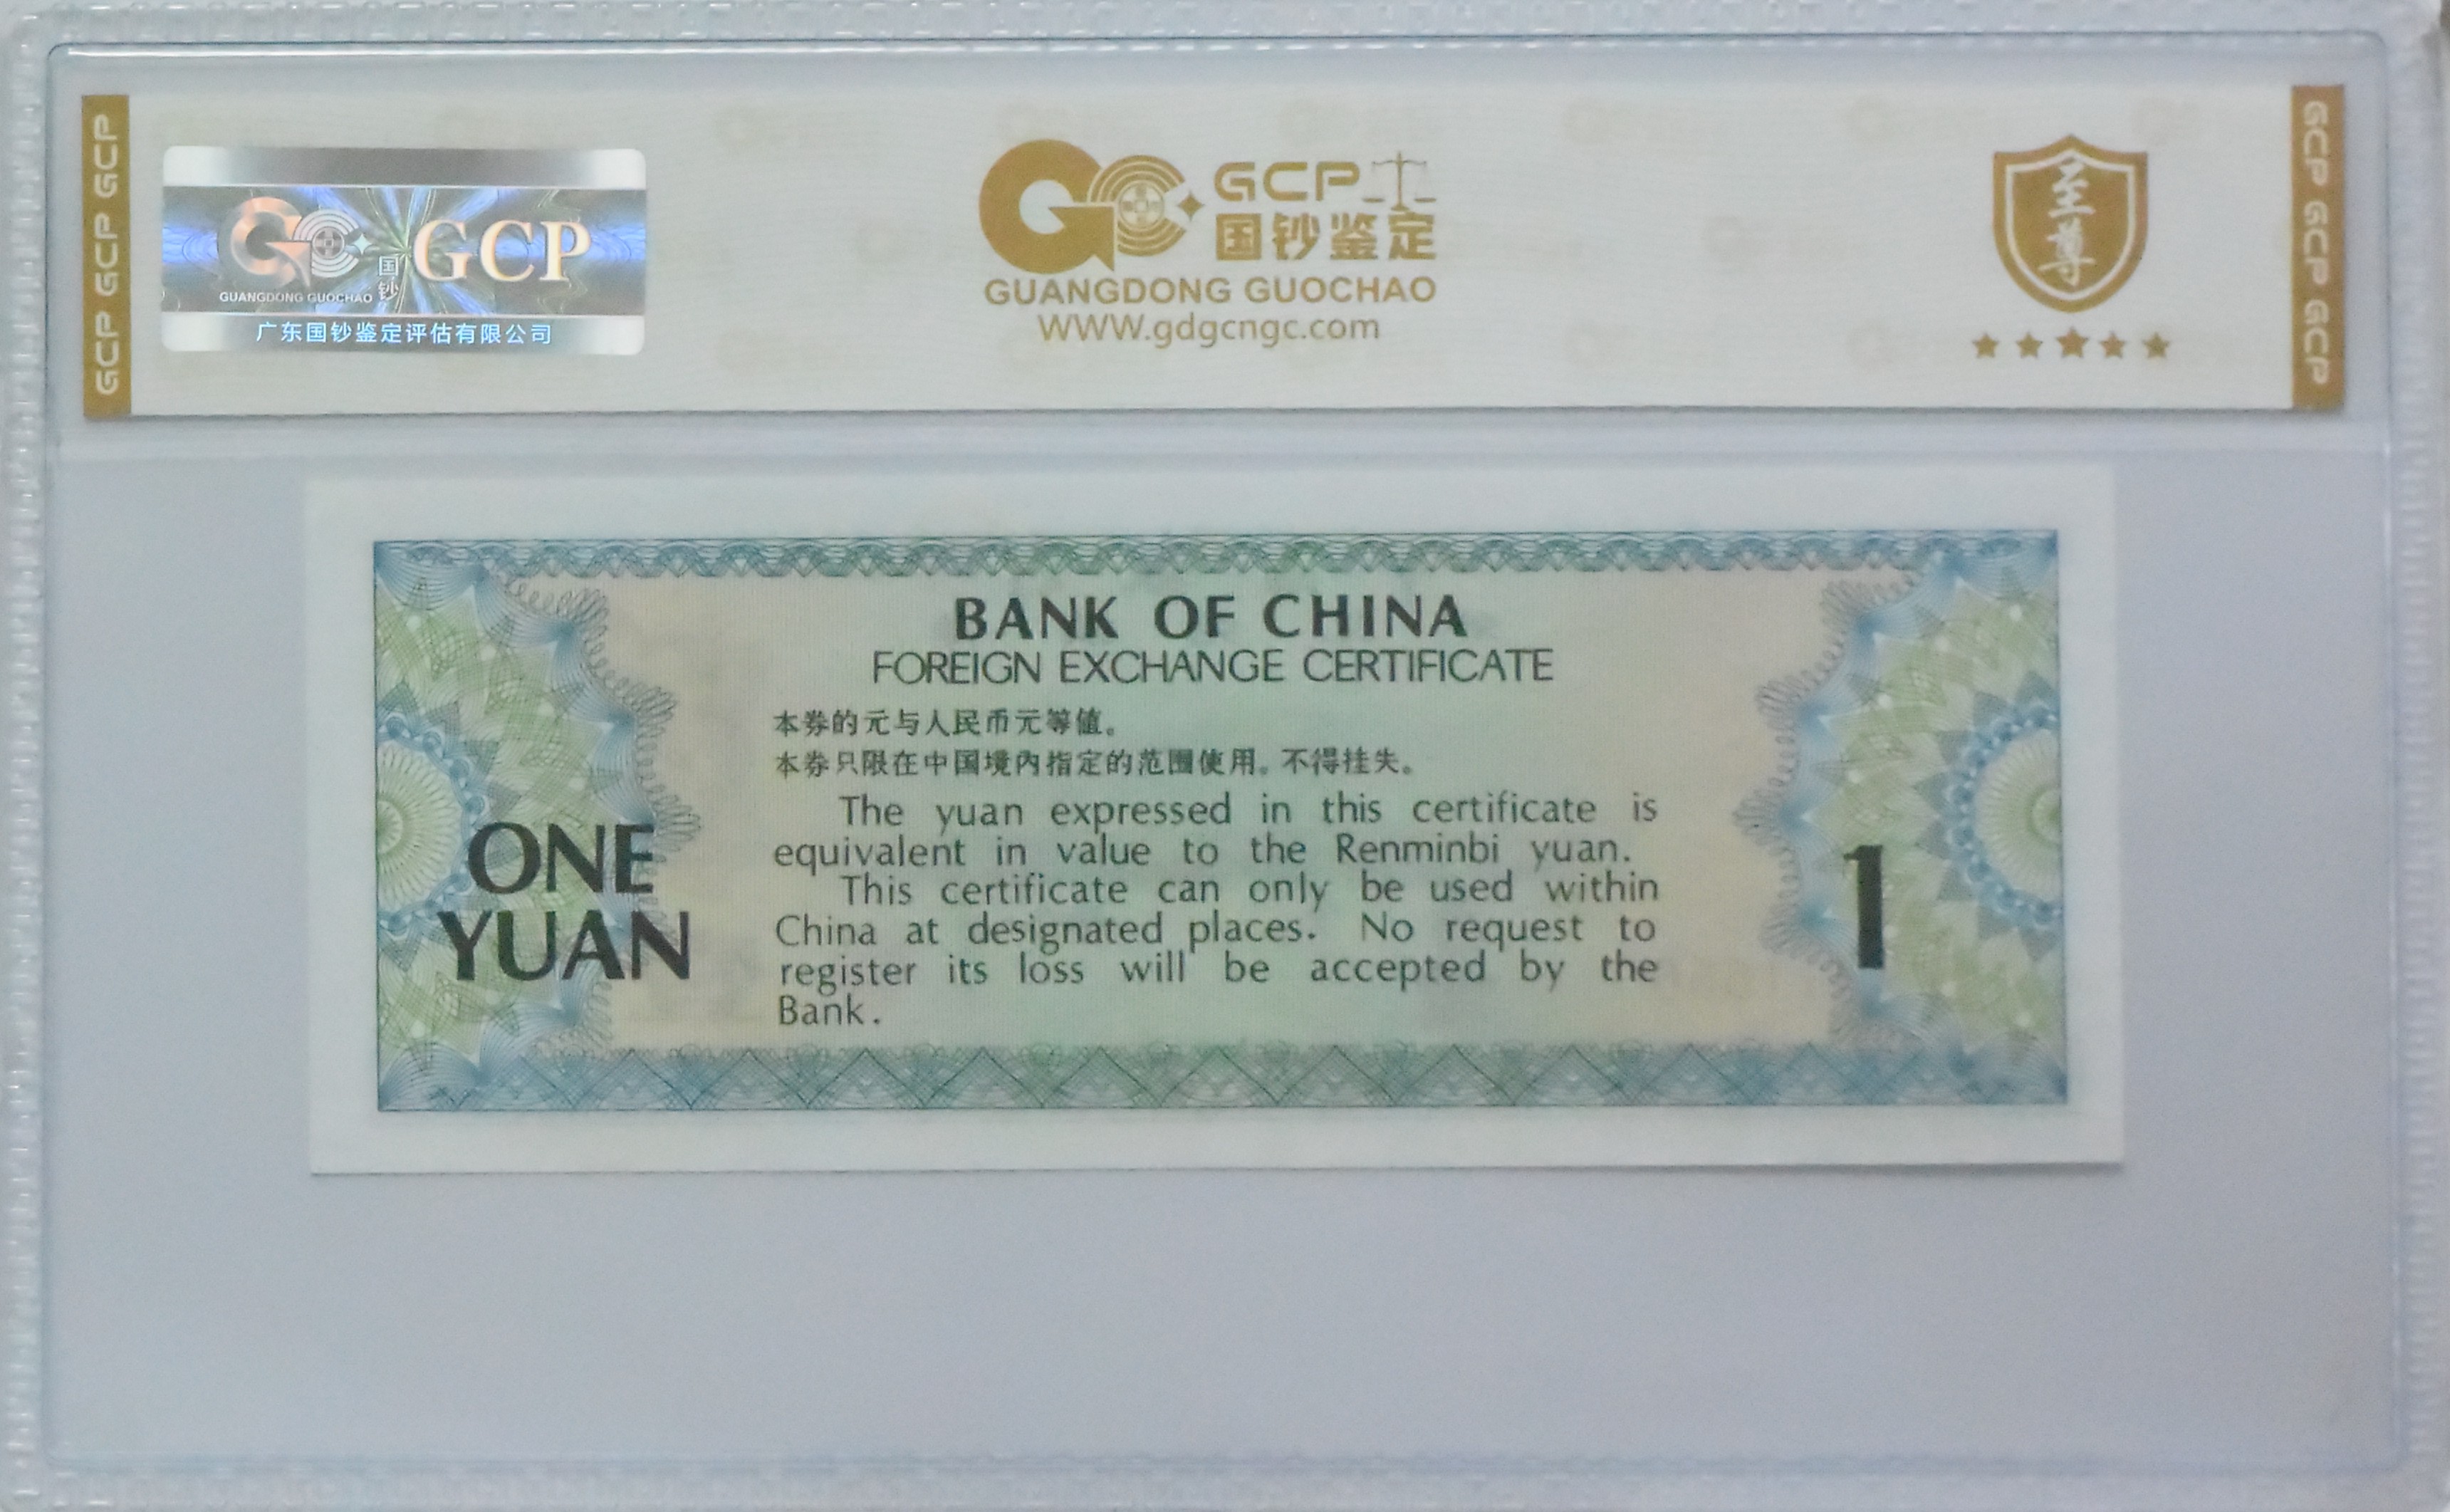 GCP GCP GCP
GCP
国钞
GUANGDONG GUOCHAO
广东国钞鉴定评估有限公司
GCP
国钞鉴定
GUANGDONG GUOCHAO
WWW.gdgcngc.com
至尊
GCP GCP GCP
BANK OF CHINA
FOREIGN EXCHANGE CERTIFICATE
本券的元与人民币元等值。
本券只限在中国境内指定的范围使用。不得挂失。
The yuan expressed in this certificate is
equivalent in value to the Renminbi yuan.
This certificate can only be used within
China at designated places. No request to
register its loss will be accepted by the
Bank.
ONE
YUAN
1